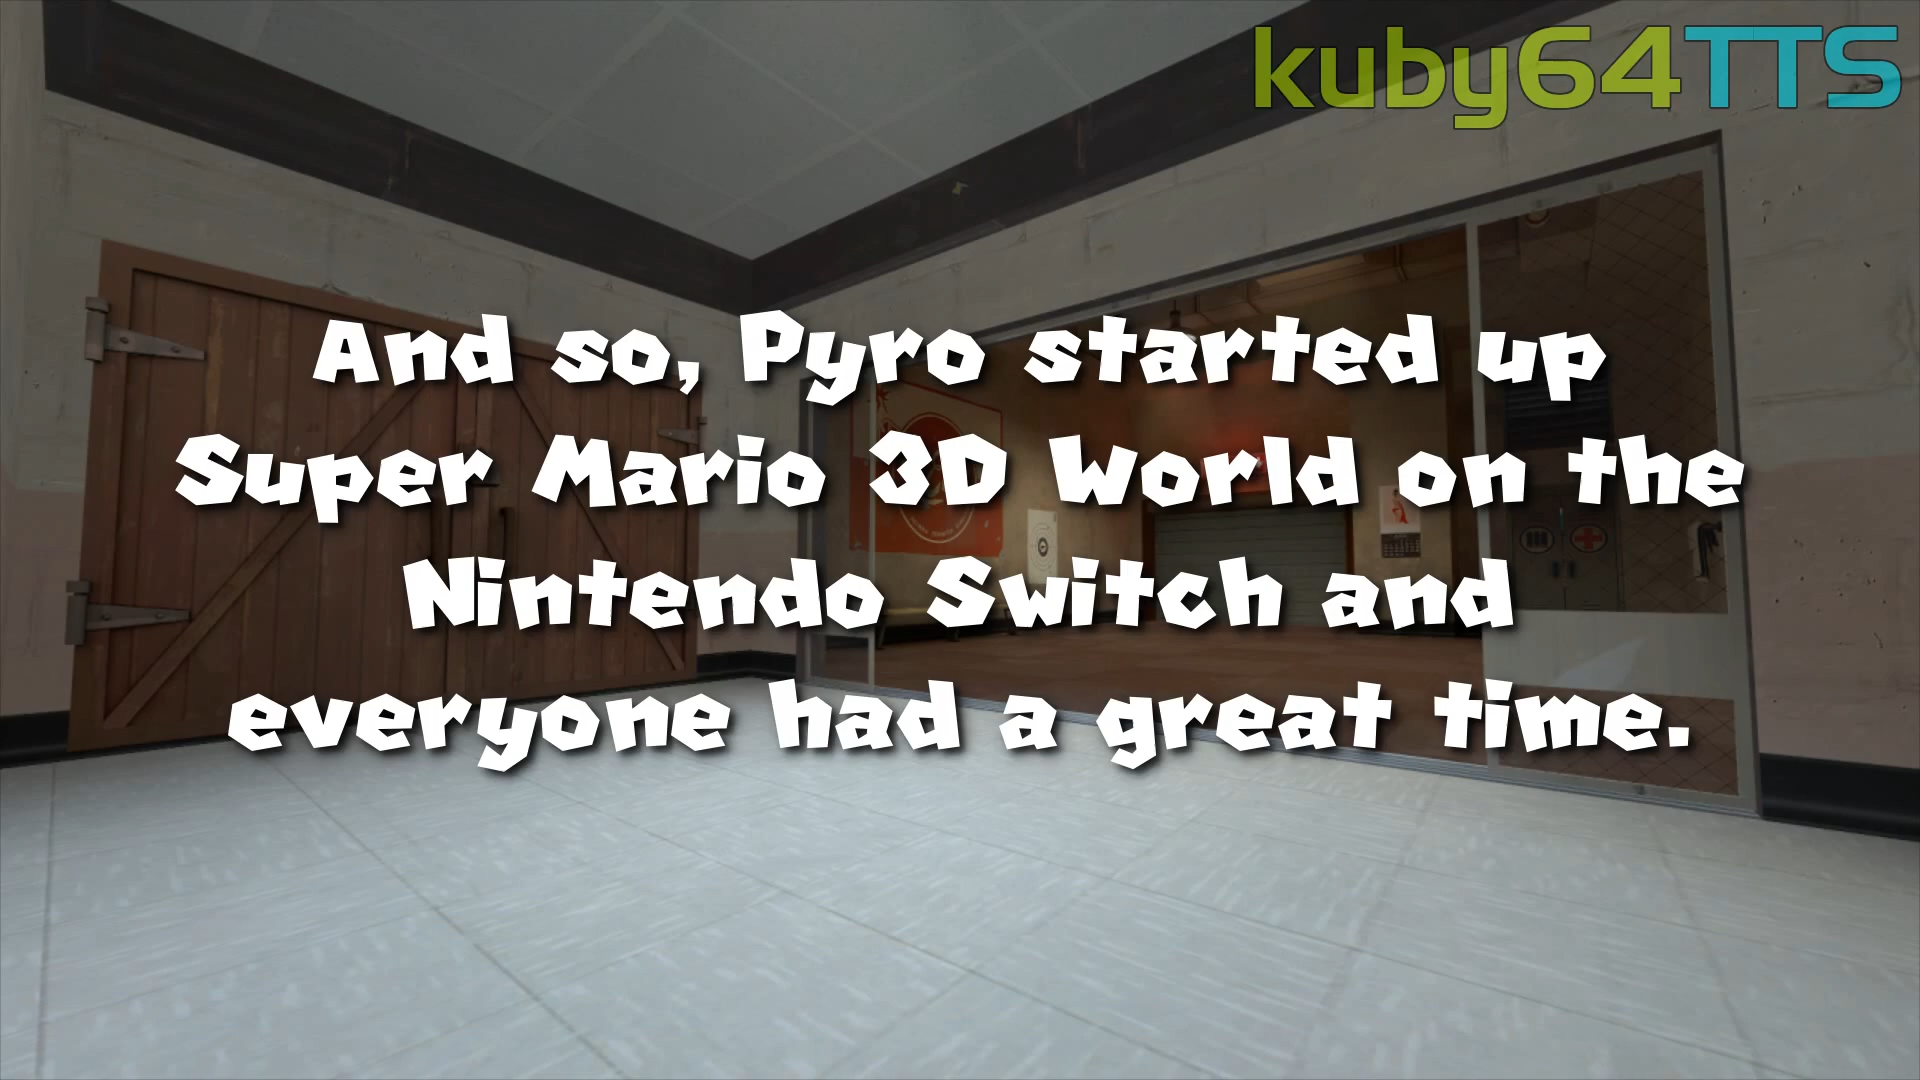 kuby64TTS
And so, Pyro started up
Super Mario 3D World on the
Nintendo Switch and
everyone had a great time.